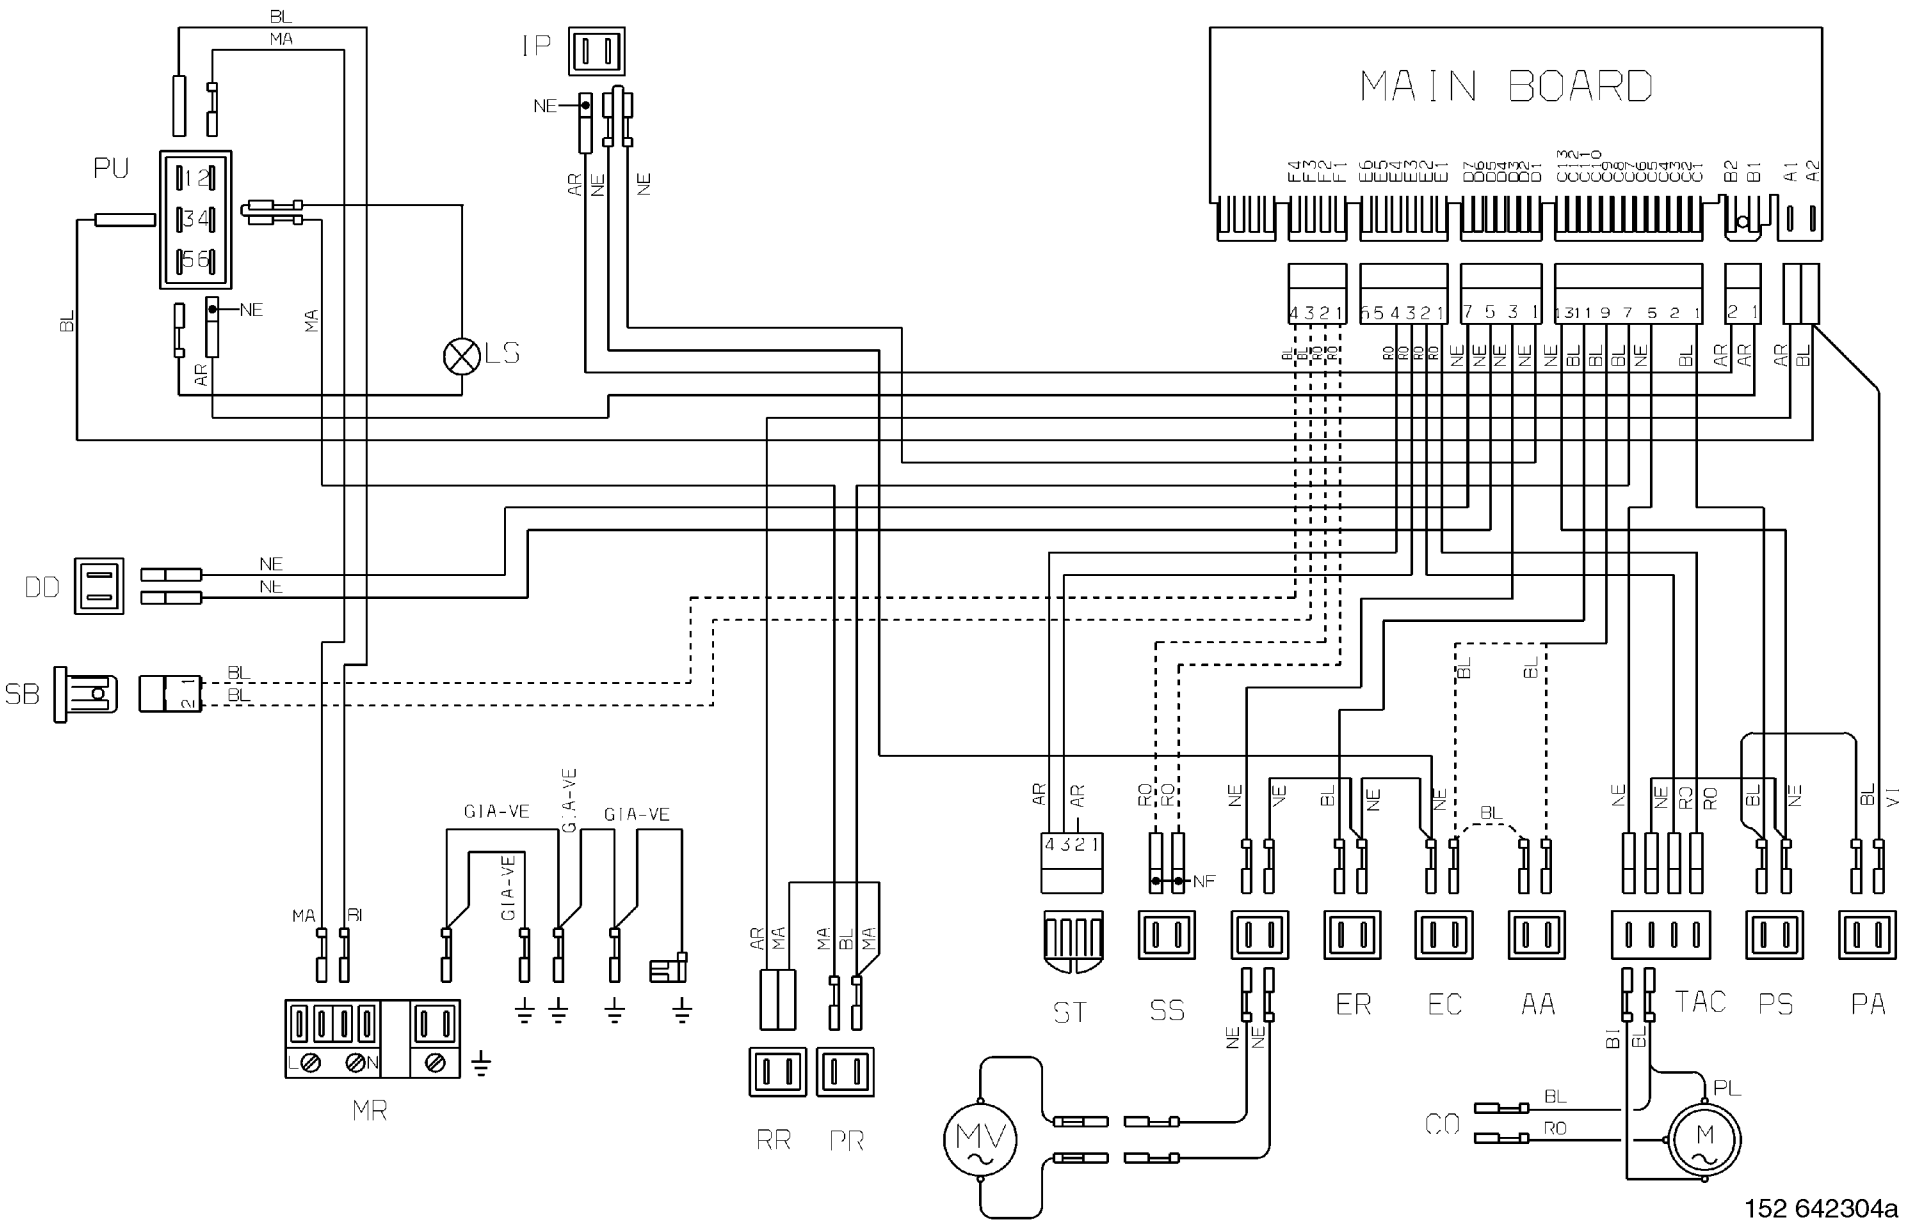 BL
MA
IP
MAIN BOARD
NE
PU
AR
NE
NE
F4 F3 F2 F1 E6 E5 E4 E3 E2 E1 D7 D6 D5 D4 D3 D2 D1 C13 C12 C11 C10 C9 C8 C7 C6 C5 C4 C3 C2 C1 B2 B1 A1 A2
12
34
56
NE
BL
MA
AR
LS
4 3 2 1 6 5 4 3 2 1 7 5 3 1 13 11 9 7 5 2 1 2 1
BL BL RO RO RO RO RO RO NE NE NE NE NE BL BL BL NE BL AR AR AR BL
DD
NE
NE
SB
1
2
BL
BL
BL
BL
GIA-VE
GIA-VE
GIA-VE
GIA-VE
AR
AR
RO
RO
NE
NE
BL
NE
NE
BL
NE
NE
RO
RO
BL
NE
BL
VI
4 3 2 1
NF
MA
BI
AR
MA
MA
BL
MA
ST
SS
ER
EC
AA
TAC
PS
PA
L
N
MR
RR
PR
NE
NE
BI
BL
MV
CO
BL
RO
PL
M
152 642304a